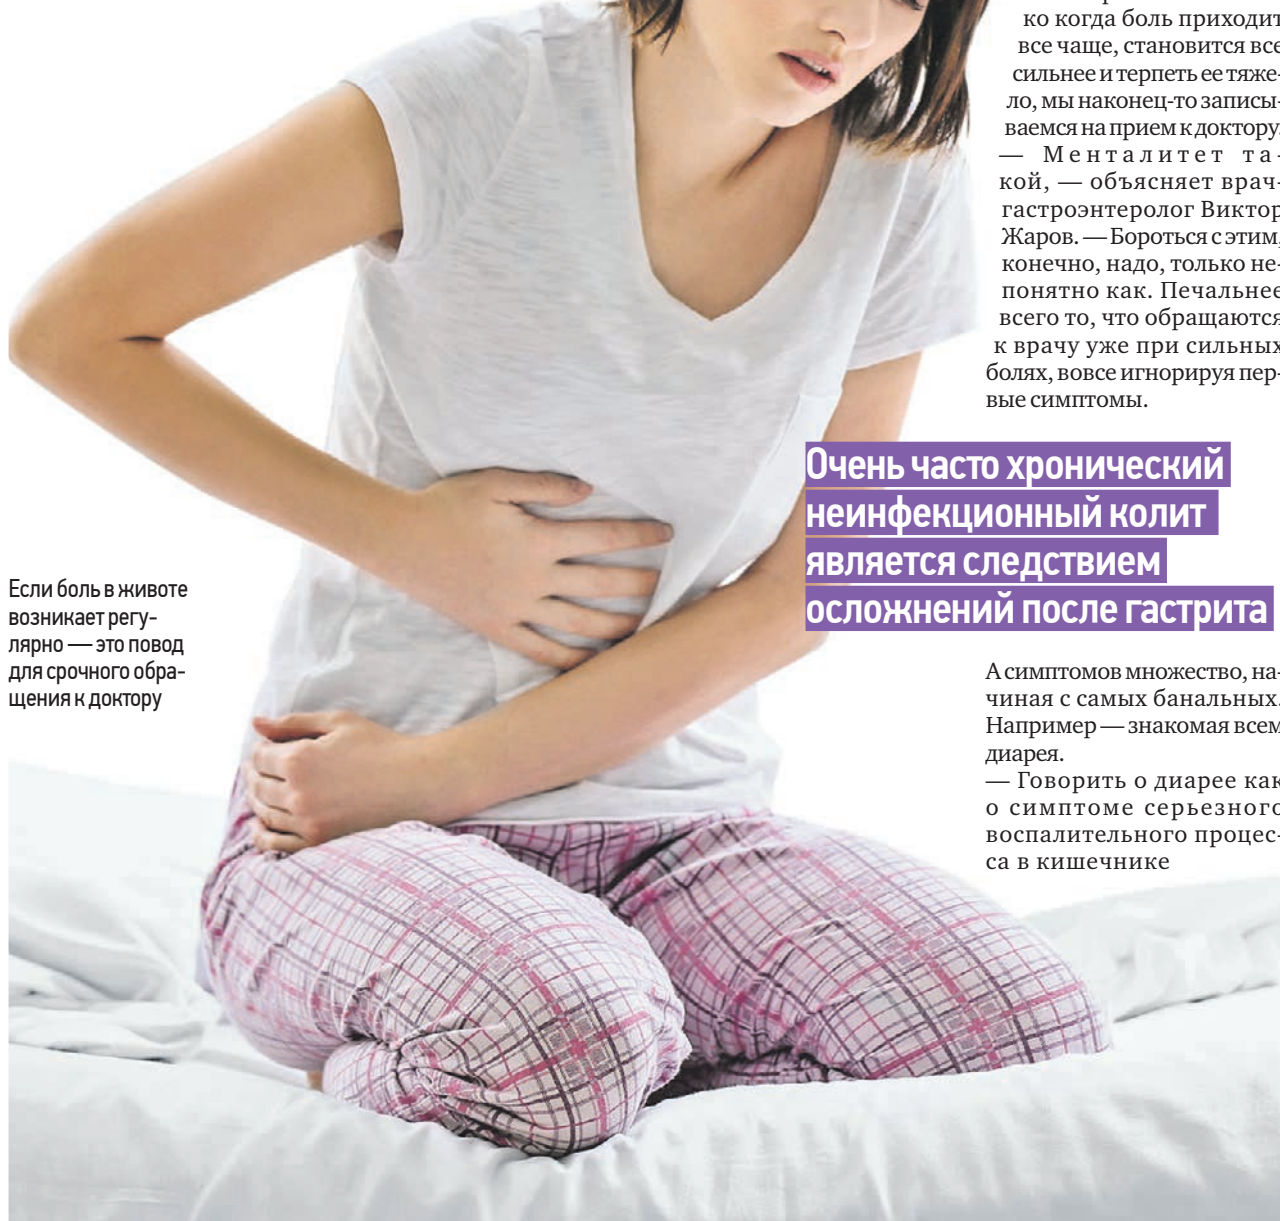 ко когда боль приходит
все чаще, становится все
сильнее и терпеть ее тяже-
ло, мы наконец-то записы-
ваемся на прием к доктору.
— Менталитет та-
кой, — объясняет врач-
гастроэнтеролог Виктор
Жаров. — Бороться с этим,
конечно, надо, только не-
понятно как. Печальнее
всего то, что обращаются
к врачу уже при сильных
болях, вовсе игнорируя пер-
вые симптомы.
Очень часто хронический
неинфекционный колит
является следствием
осложнений после гастрита
Если боль в животе
возникает регу-
лярно — это повод
для срочного обра-
щения к доктору
А симптомов множество, на-
чиная с самых банальных.
Например — знакомая всем
диарея.
— Говорить о диарее как
о симптоме серьезного
воспалительного процес-
са в кишечнике